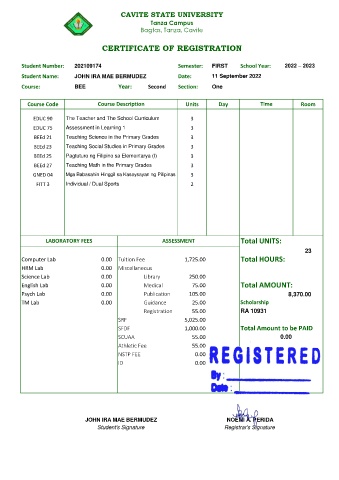 CAVITE STATE UNIVERSITY
Tanza Campus
Bagtas, Tanza, Cavite
CERTIFICATE OF REGISTRATION
Student Number: 202109174 Semester: FIRST School Year: 2022 – 2023
Student Name: JOHN IRA MAE BERMUDEZ Date: 11 September 2022
Course: BEE Year: Second Section: One
Course Code Course Description Units Day Time Room
EDUC 90 The Teacher and The School Curriculum 3
EDUC 75 Assessment in Learning 1 3
BEEd 21 Teaching Science in the Primary Grades 3
BEEd 23 Teaching Social Studies in Primary Grades 3
BEEd 25 Pagtuturo ng Filipino sa Elementarya (I) 3
BEEd 27 Teaching Math in the Primary Grades 3
GNED 04 Mga Babasahin Hinggil sa Kasaysayan ng Pilipinas 3
FITT 3 Individual / Dual Sports 2
LABORATORY FEES ASSESSMENT Total UNITS:
23
Computer Lab 0.00 Tuition Fee 1,725.00 Total HOURS:
HRM Lab 0.00 Miscellaneous
Science Lab 0.00 Library 250.00
English Lab 0.00 Medical 75.00 Total AMOUNT:
Psych Lab 0.00 Publication 105.00 8,370.00
TM Lab 0.00 Guidance 25.00 Scholarship
Registration 55.00 RA 10931
SRF 5,025.00
SFDF 1,000.00 Total Amount to be PAID
SCUAA 55.00 0.00
Athletic Fee 55.00
NSTP FEE 0.00
ID 0.00
REGISTERED
By :
Date :
JOHN IRA MAE BERMUDEZ NOEMI A. PERIDA
Student's Signature Registrar's Signature